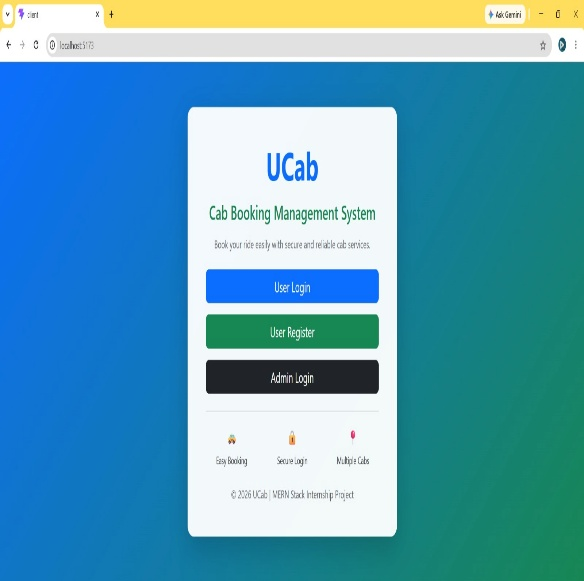 client
Ask Gemini
localhost:5173
UCab
Cab Booking Management System
Book your ride easily with secure and reliable cab services.
User Login
User Register
Admin Login
Easy Booking Secure Login Multiple Cabs
© 2026 UCab | MERN Stack Internship Project